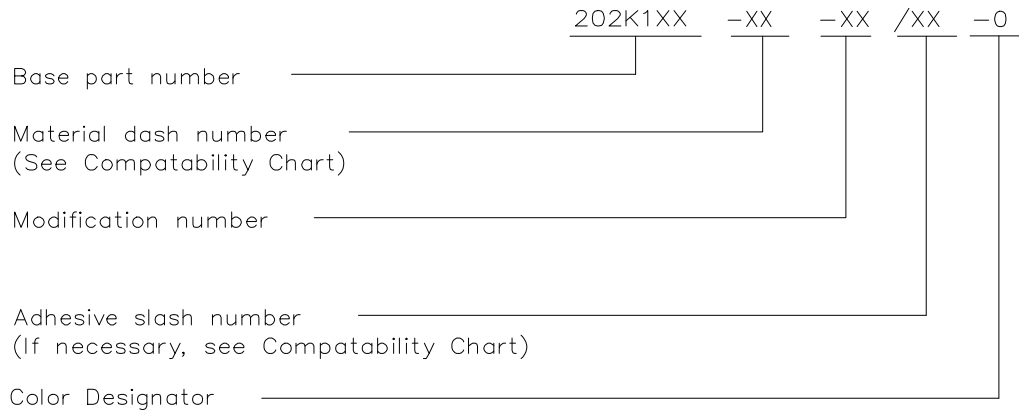 202K1XX -XX -XX /XX -0
Base part number
Material dash number
(See Compatability Chart)
Modification number
Adhesive slash number
(If necessary, see Compatability Chart)
Color Designator